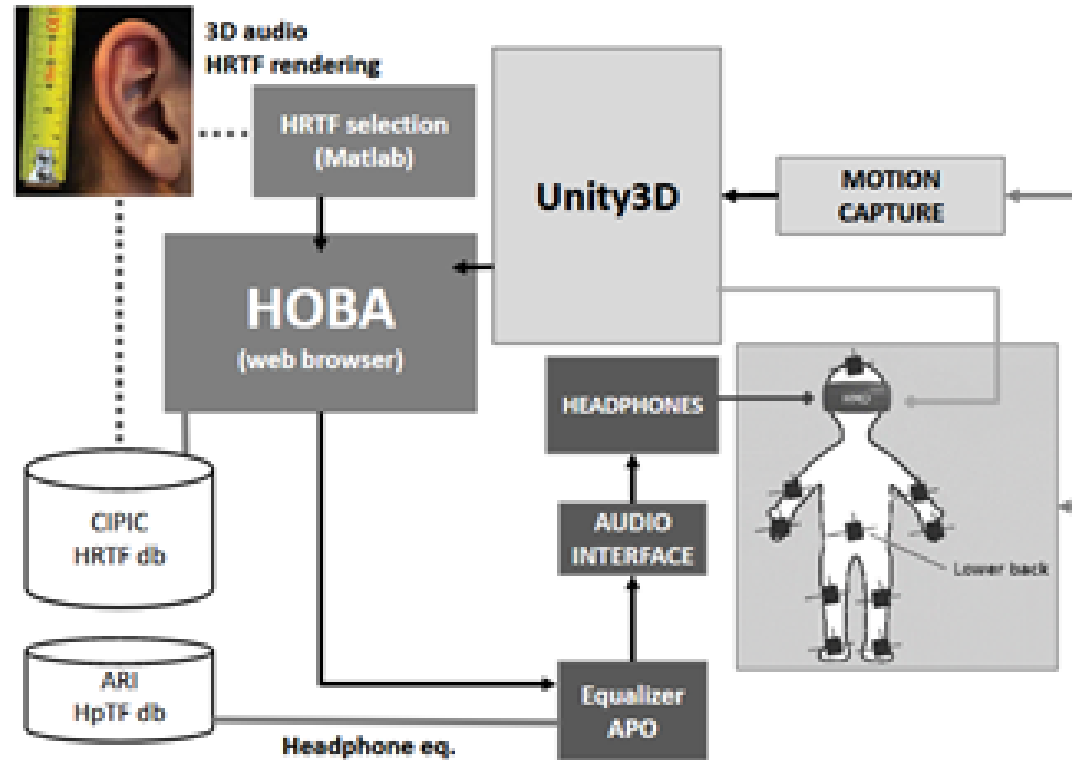 3D audio
HRTF rendering
HRTF selection
(Matlab)
Unity3D
MOTION
CAPTURE
HOBA
(web browser)
HEADPHONES
HMD
CIPIC
HRTF db
AUDIO
INTERFACE
Lower back
ARI
HpTF db
Equalizer
APO
Headphone eq.